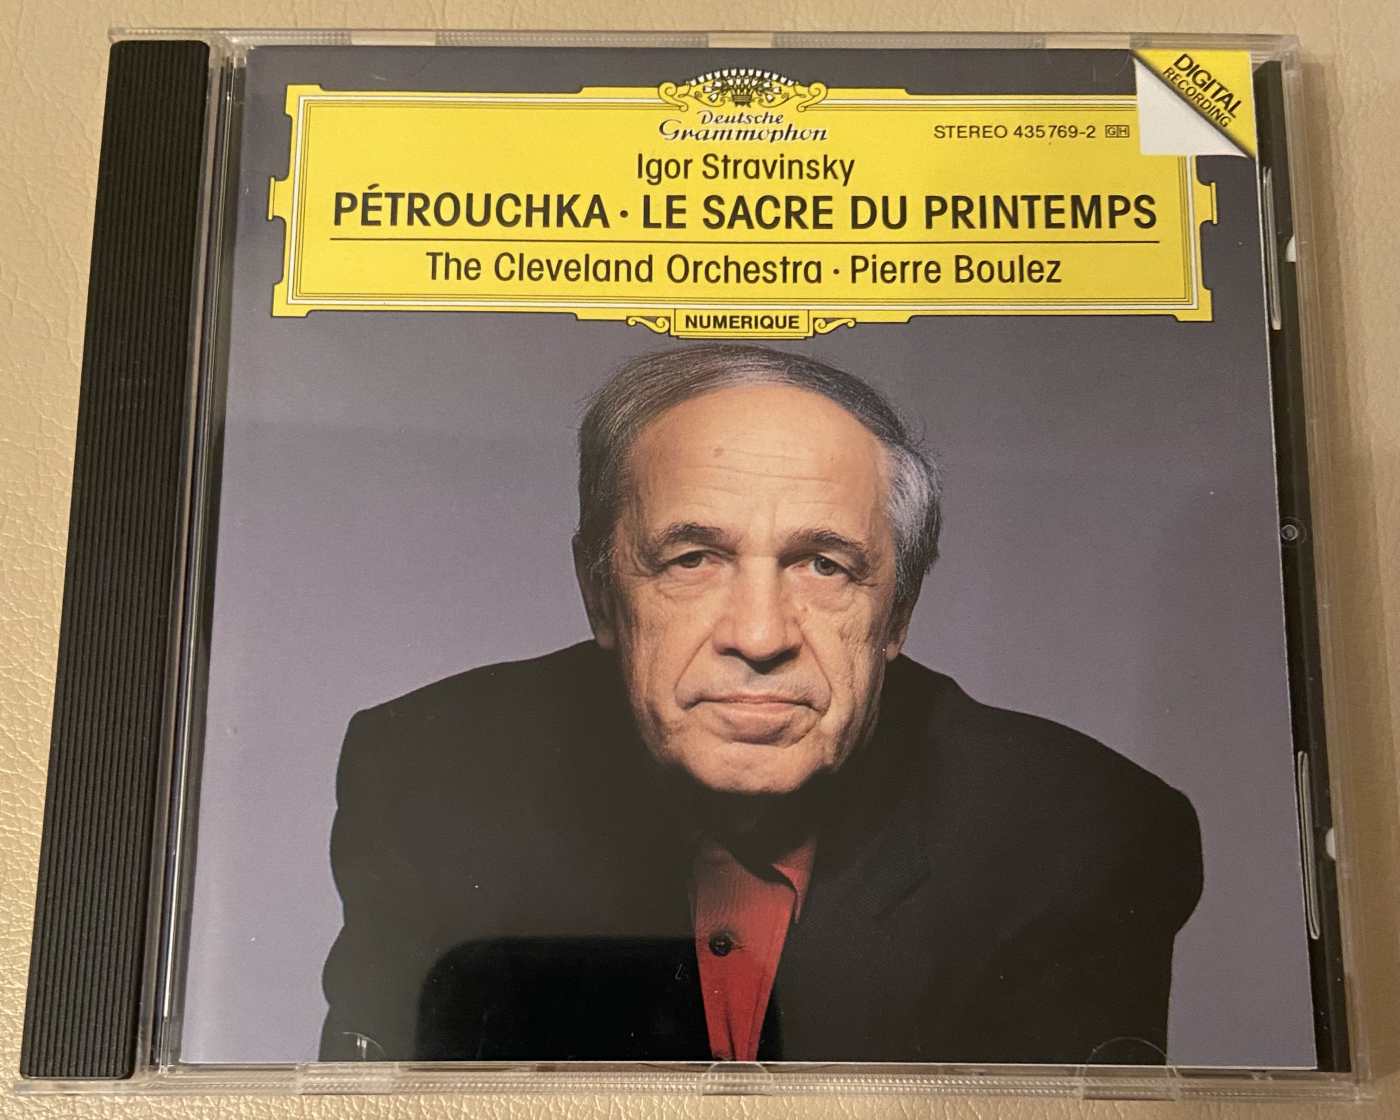 DIGITAL
RECORDING
Deutsche
Grammophon
STEREO 435 769-2 GH
Igor Stravinsky
PÉTROUCHKA · LE SACRE DU PRINTEMPS
The Cleveland Orchestra · Pierre Boulez
NUMERIQUE